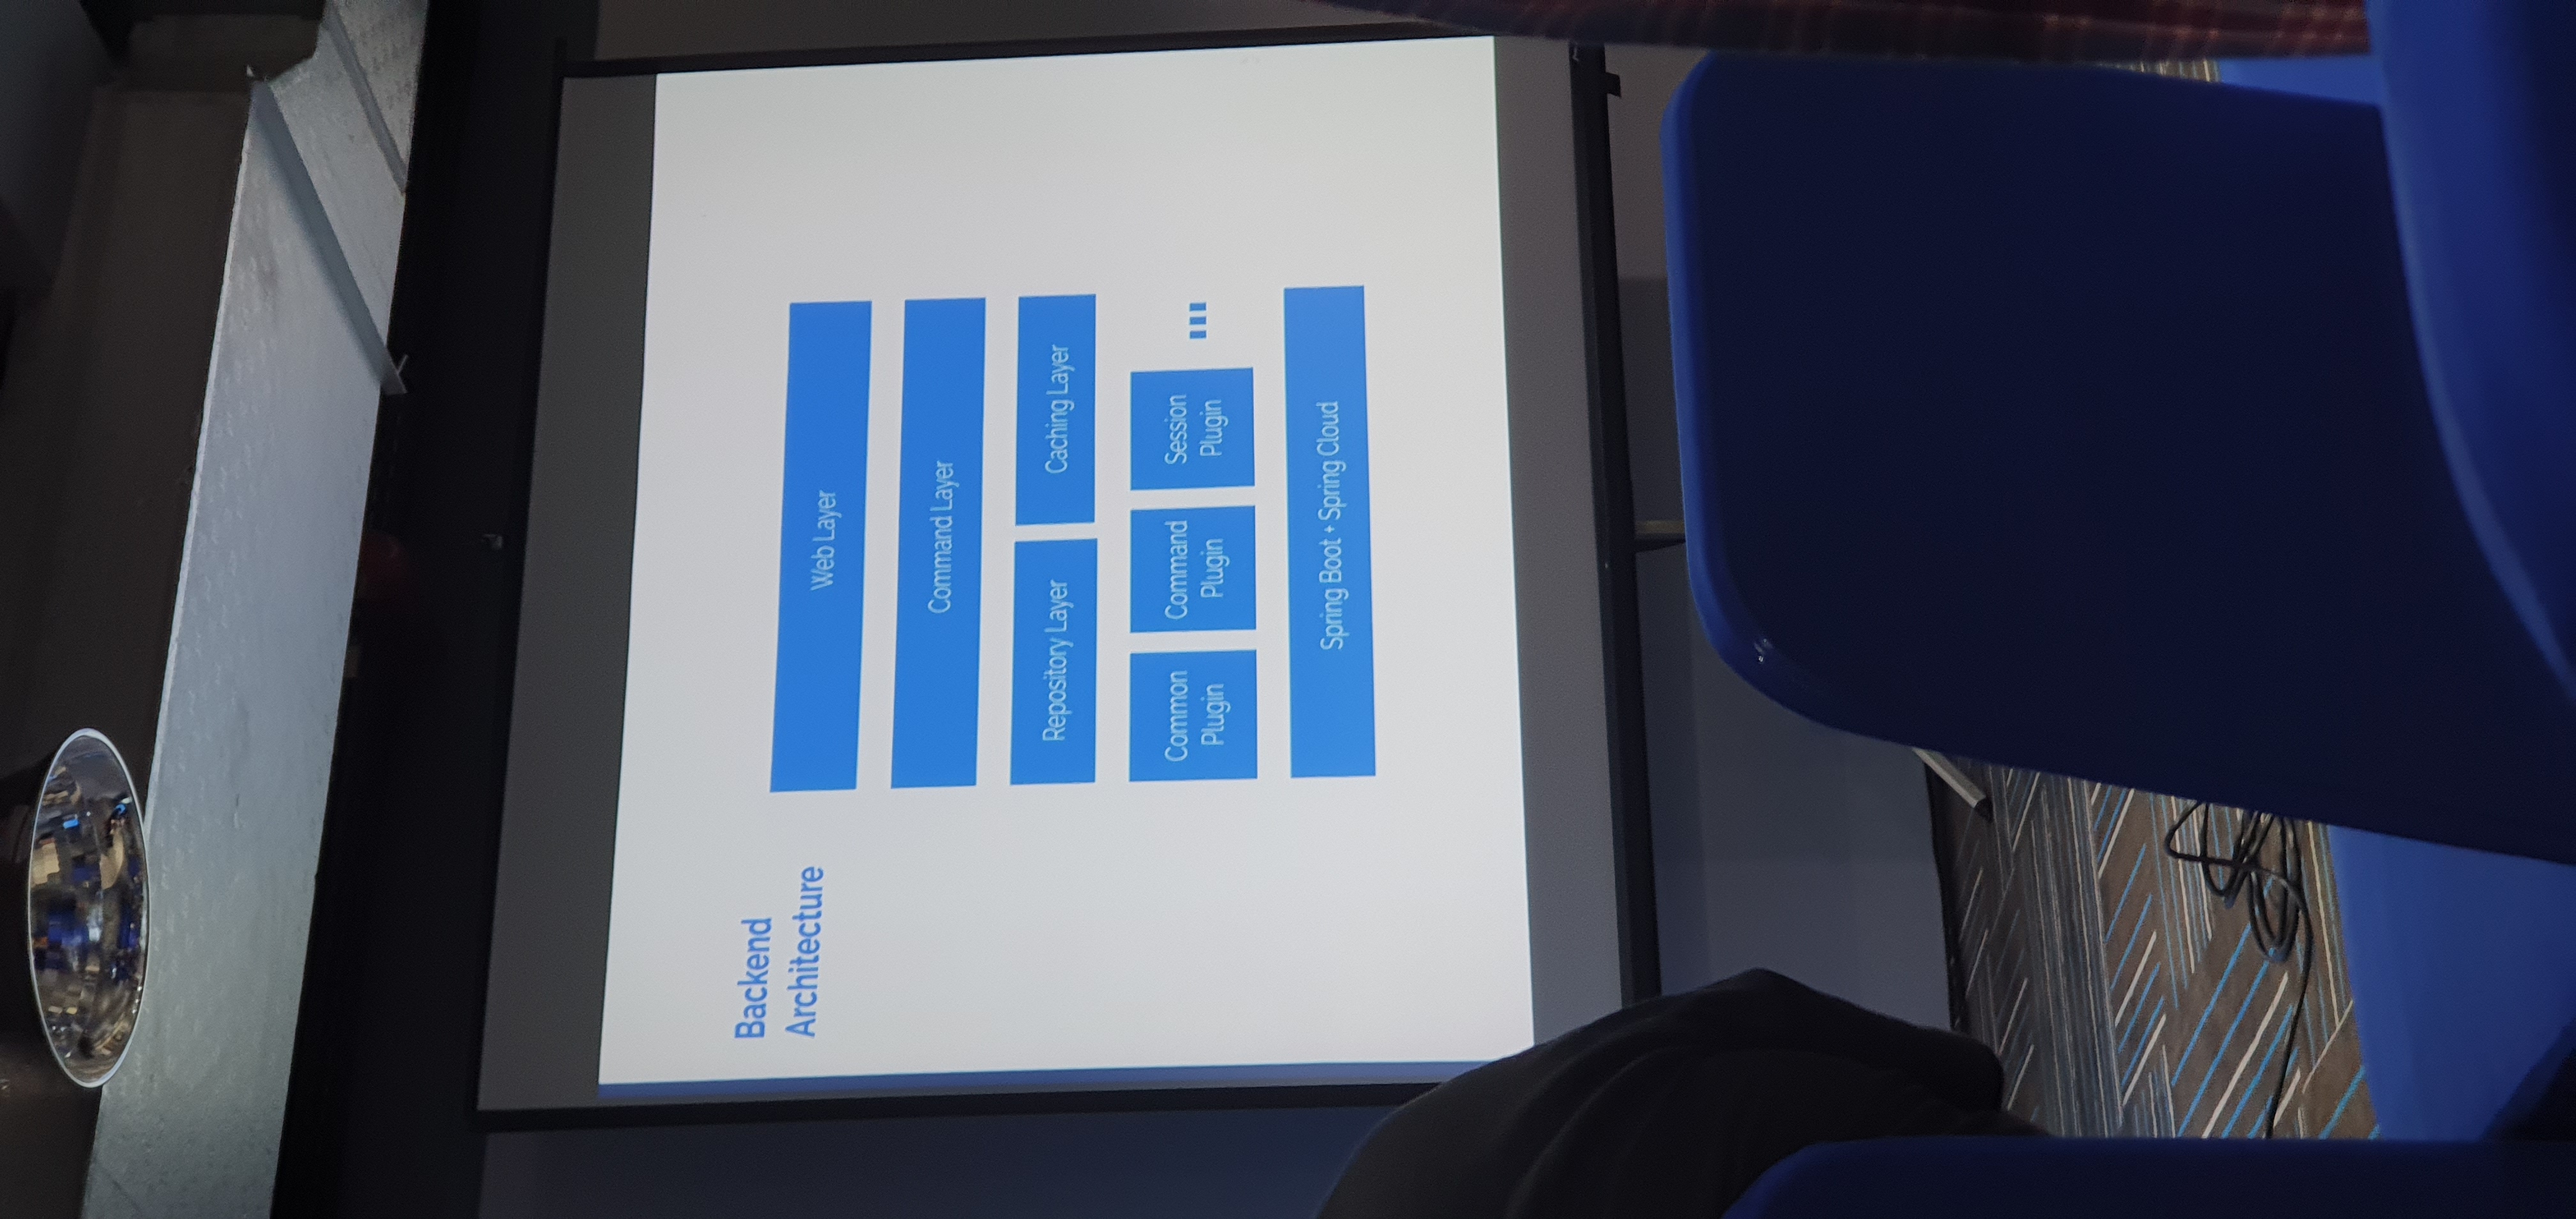 Backend
Architecture
Web Layer
Command Layer
Repository Layer
Caching Layer
Common
Plugin
Command
Plugin
Session
Plugin
...
Spring Boot + Spring Cloud